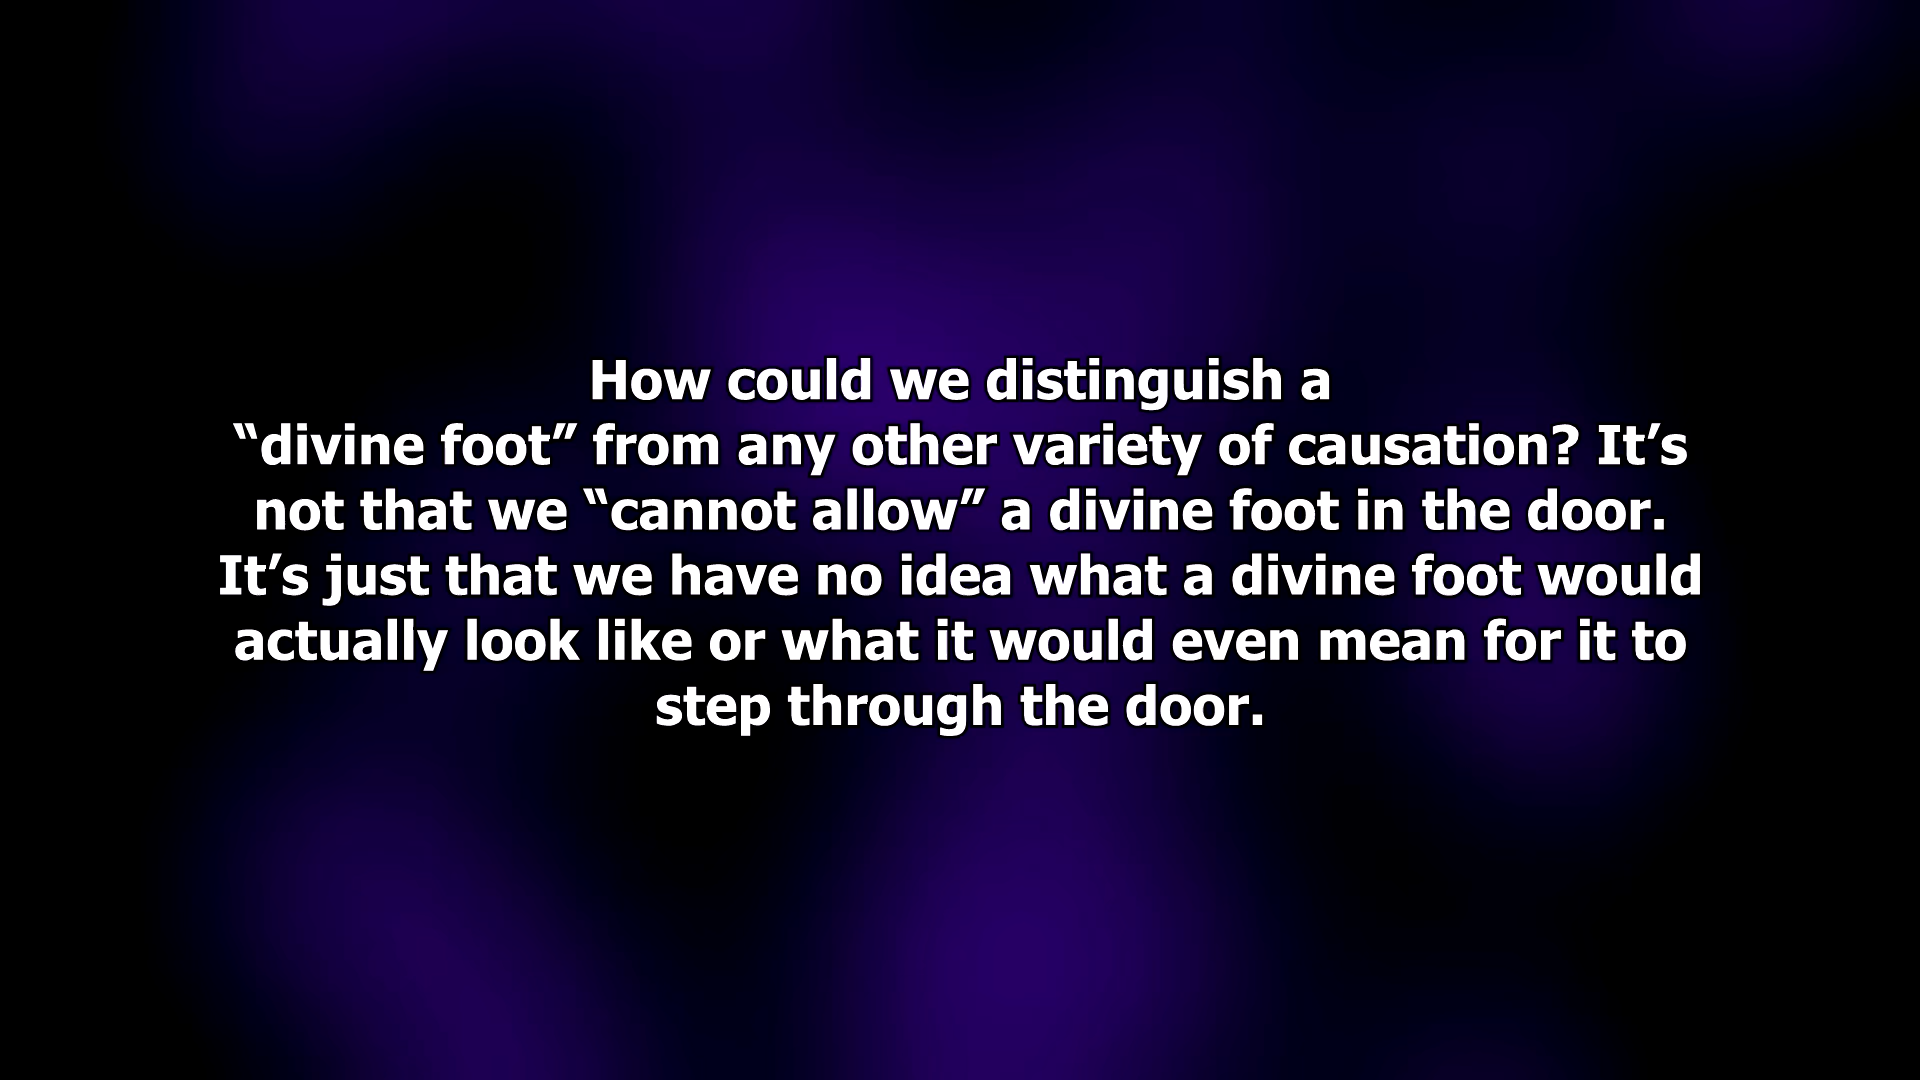 How could we distinguish a
“divine foot” from any other variety of causation? It’s
not that we “cannot allow” a divine foot in the door.
It’s just that we have no idea what a divine foot would
actually look like or what it would even mean for it to
step through the door.